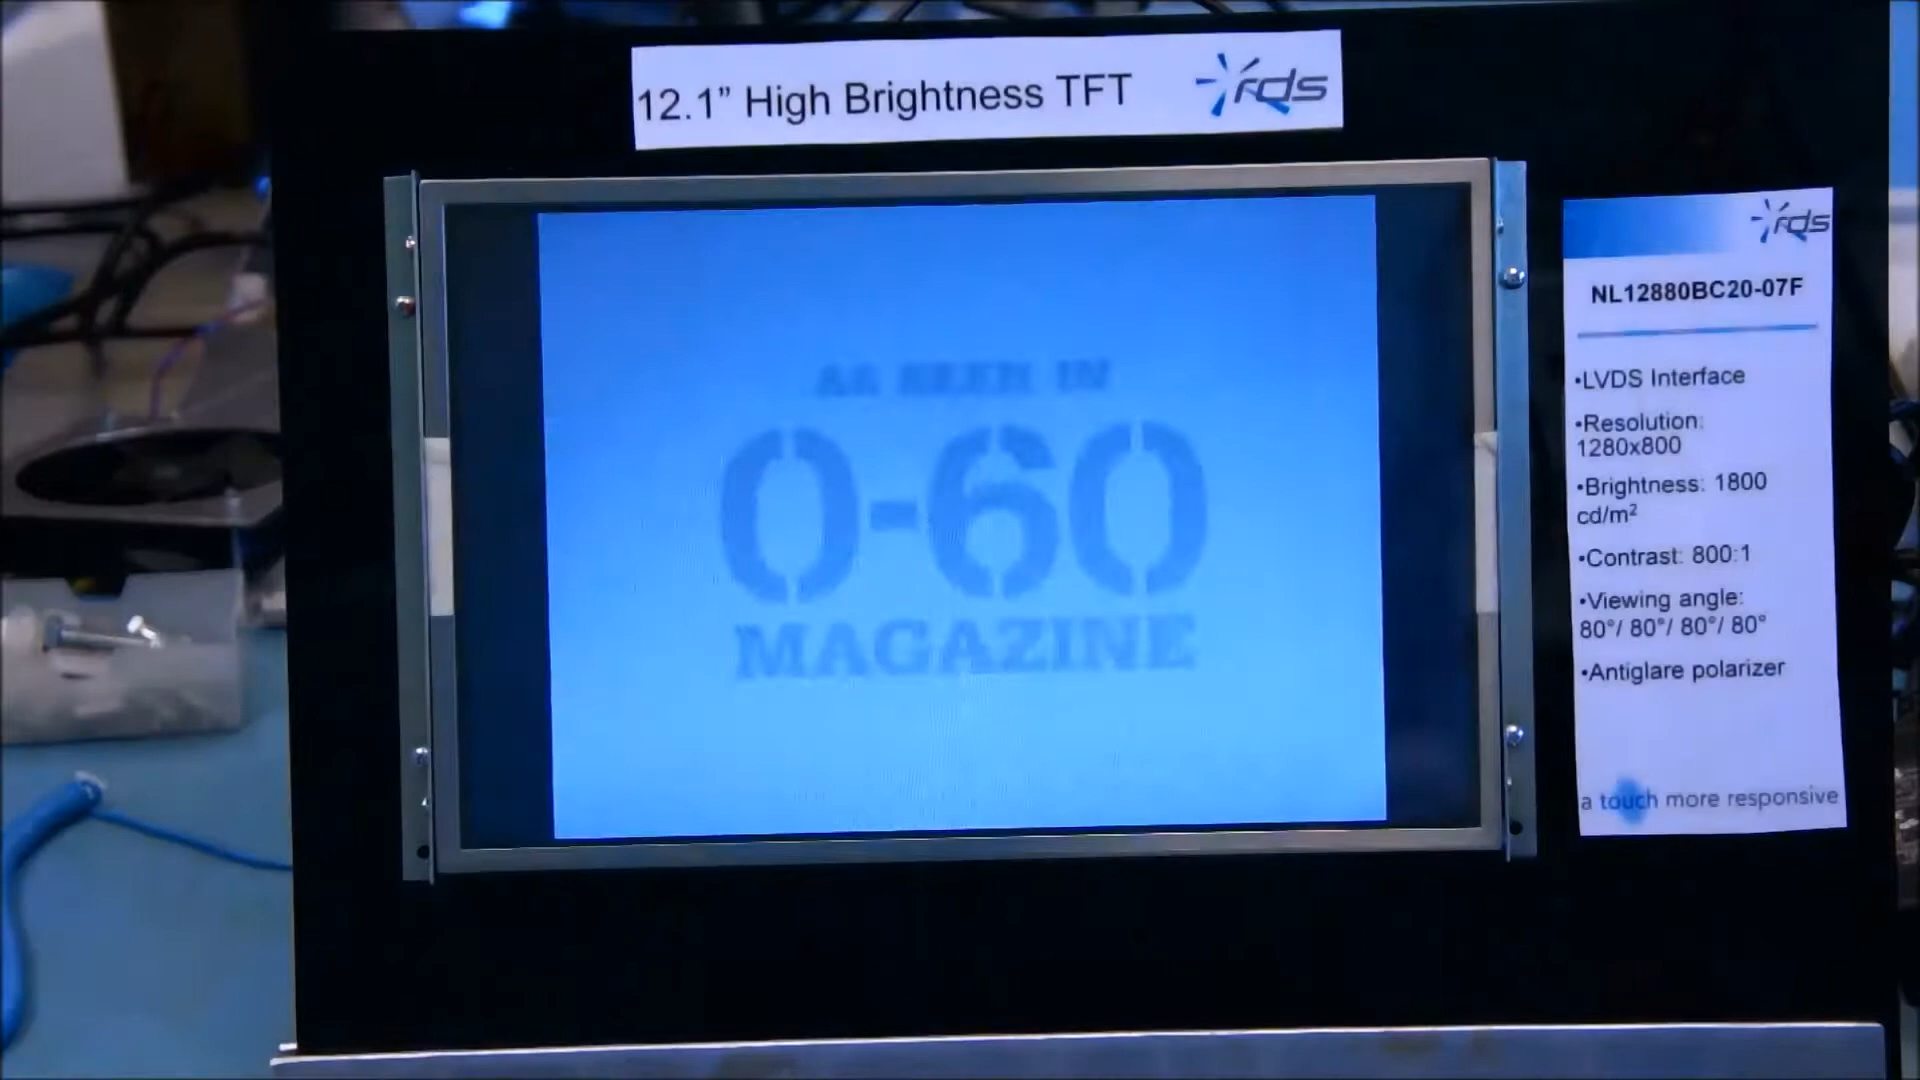 12.1” High Brightness TFT
rds
AS SEEN IN
0-60
MAGAZINE
rds
NL12880BC20-07F
•LVDS Interface
•Resolution:
1280x800
•Brightness: 1800
cd/m²
•Contrast: 800:1
•Viewing angle:
80°/ 80°/ 80°/ 80°
•Antiglare polarizer
a touch more responsive